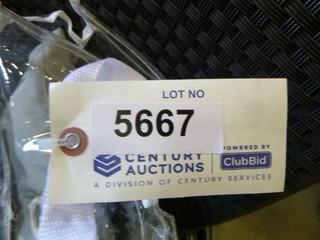 LOT NO
5667
CENTURY
AUCTIONS
POWERED BY
ClubBid
A DIVISION OF CENTURY SERVICES